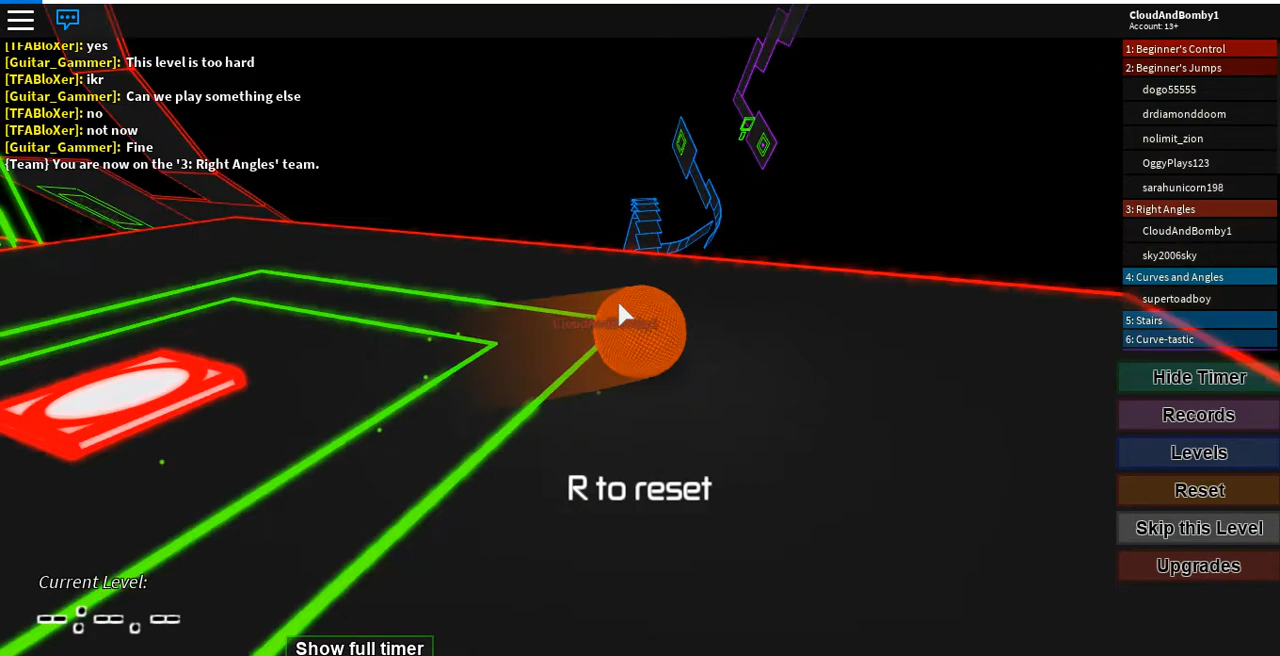 CloudAndBomby1
Account: 13+
[TFABloXer]: yes
[Guitar_Gammer]: This level is too hard
[TFABloXer]: ikr
[Guitar_Gammer]: Can we play something else
[TFABloXer]: no
[TFABloXer]: not now
[Guitar_Gammer]: Fine
{Team} You are now on the '3: Right Angles' team.
1: Beginner's Control
2: Beginner's Jumps
dogo55555
drdiamonddoom
nolimit_zion
OggyPlays123
sarahunicorn198
3: Right Angles
CloudAndBomby1
sky2006sky
4: Curves and Angles
supertoadboy
5: Stairs
6: Curve-tastic
CloudAndBomby1
Hide Timer
Records
Levels
Reset
Skip this Level
Upgrades
R to reset
Current Level:
Show full timer